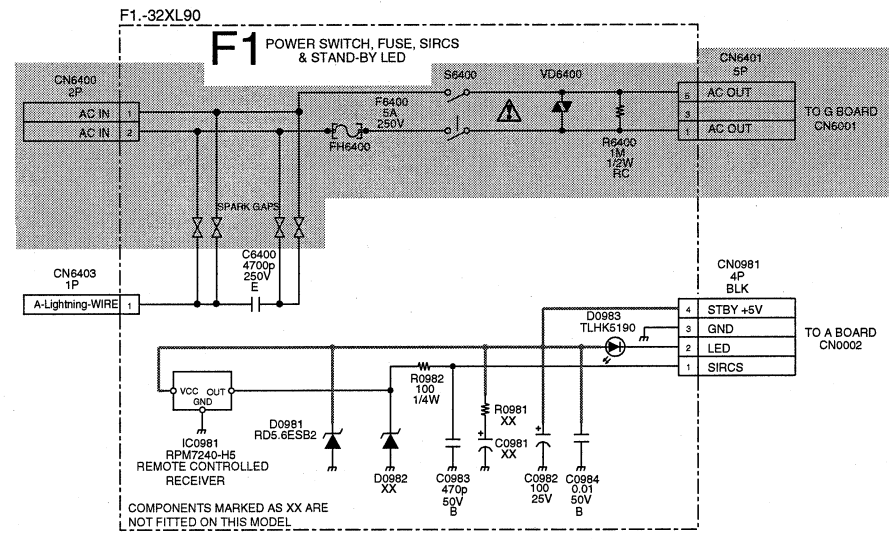 F1.-32XL90
F1 POWER SWITCH, FUSE, SIRCS
& STAND-BY LED
CN6400
2P
AC IN 1
AC IN 2
F6400
5A
250V
FH6400
S6400
VD6400
R6400
1M
1/2W
RC
CN6401
5P
5 AC OUT
3
1 AC OUT
TO G BOARD
CN6001
SPARK GAPS
C6400
4700p
250V
E
CN6403
1P
A-Lightning-WIRE 1
CN0981
4P
BLK
4 STBY +5V
3 GND
2 LED
1 SIRCS
TO A BOARD
CN0002
D0983
TLHK5190
R0982
100
1/4W
VCC OUT
GND
IC0981
RPM7240-H5
REMOTE CONTROLLED
RECEIVER
D0981
RD5.6ESB2
D0982
XX
C0983
470p
50V
B
R0981
XX
+
C0981
XX
+
C0982
100
25V
C0984
0.01
50V
B
COMPONENTS MARKED AS XX ARE
NOT FITTED ON THIS MODEL